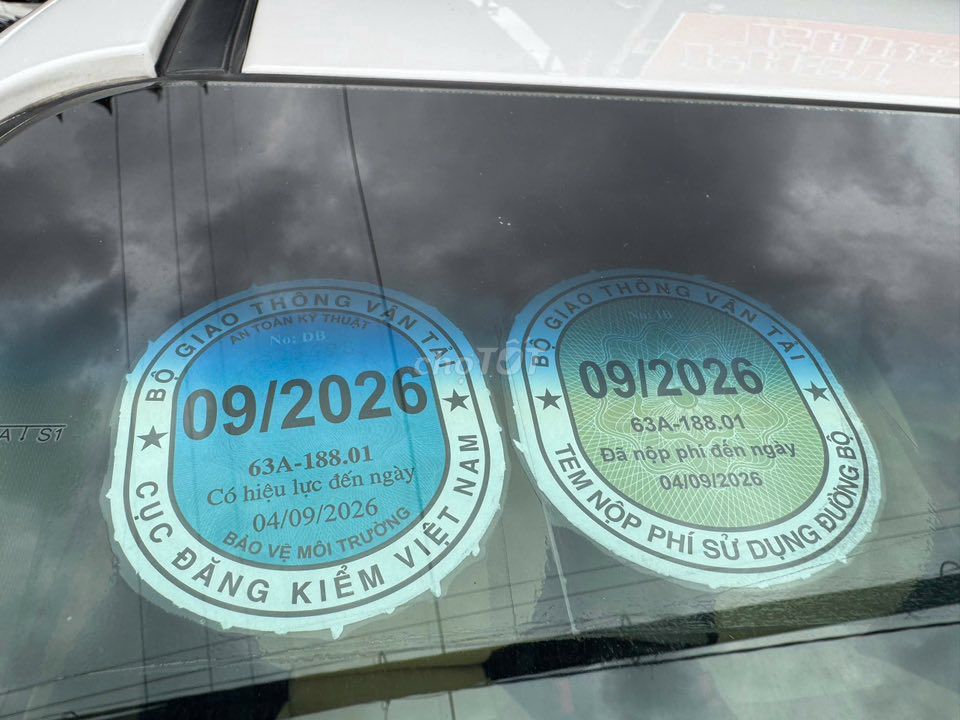 BỘ GIAO THÔNG VẬN TẢI
AN TOÀN KỸ THUẬT
No: DB
09/2026
63A-188.01
Có hiệu lực đến ngày
04/09/2026
BẢO VỆ MÔI TRƯỜNG
CỤC ĐĂNG KIỂM VIỆT NAM
BỘ GIAO THÔNG VẬN TẢI
No: IB
09/2026
63A-188.01
Đã nộp phí đến ngày
04/09/2026
TEM NỘP PHÍ SỬ DỤNG ĐƯỜNG BỘ
chợTỐT